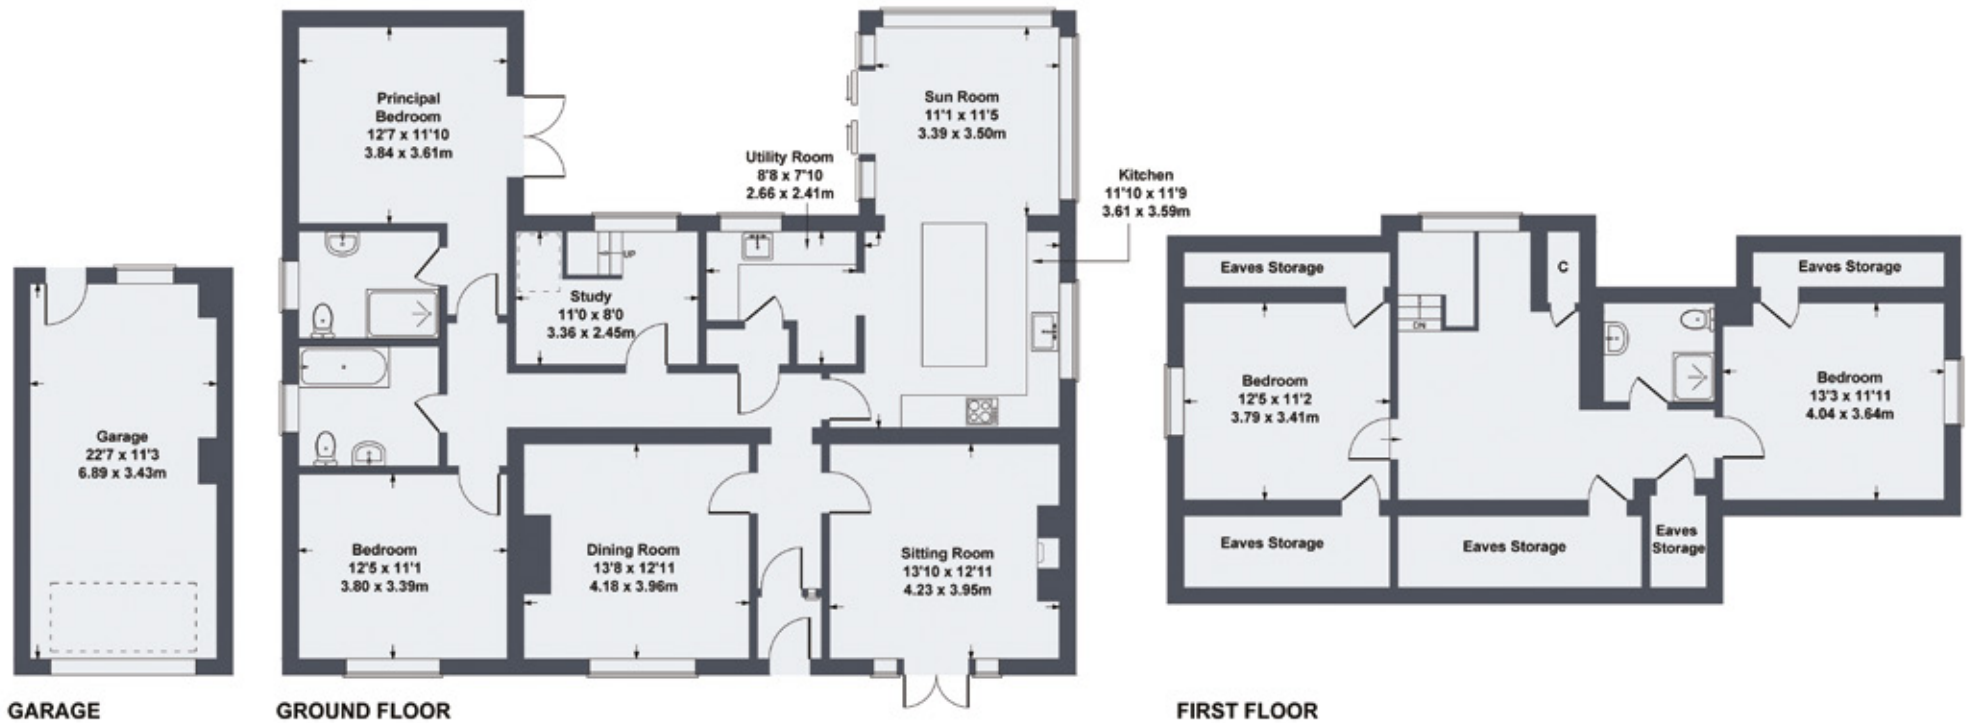 Garage
22'7 x 11'3
6.89 x 3.43m
GARAGE
Principal
Bedroom
12'7 x 11'10
3.84 x 3.61m
Sun Room
11'1 x 11'5
3.39 x 3.50m
Utility Room
8'8 x 7'10
2.66 x 2.41m
Kitchen
11'10 x 11'9
3.61 x 3.59m
UP
Study
11'0 x 8'0
3.36 x 2.45m
Bedroom
12'5 x 11'1
3.80 x 3.39m
Dining Room
13'8 x 12'11
4.18 x 3.96m
Sitting Room
13'10 x 12'11
4.23 x 3.95m
GROUND FLOOR
Eaves Storage
C
Eaves Storage
DN
Bedroom
12'5 x 11'2
3.79 x 3.41m
Bedroom
13'3 x 11'11
4.04 x 3.64m
Eaves Storage
Eaves Storage
Eaves
Storage
FIRST FLOOR